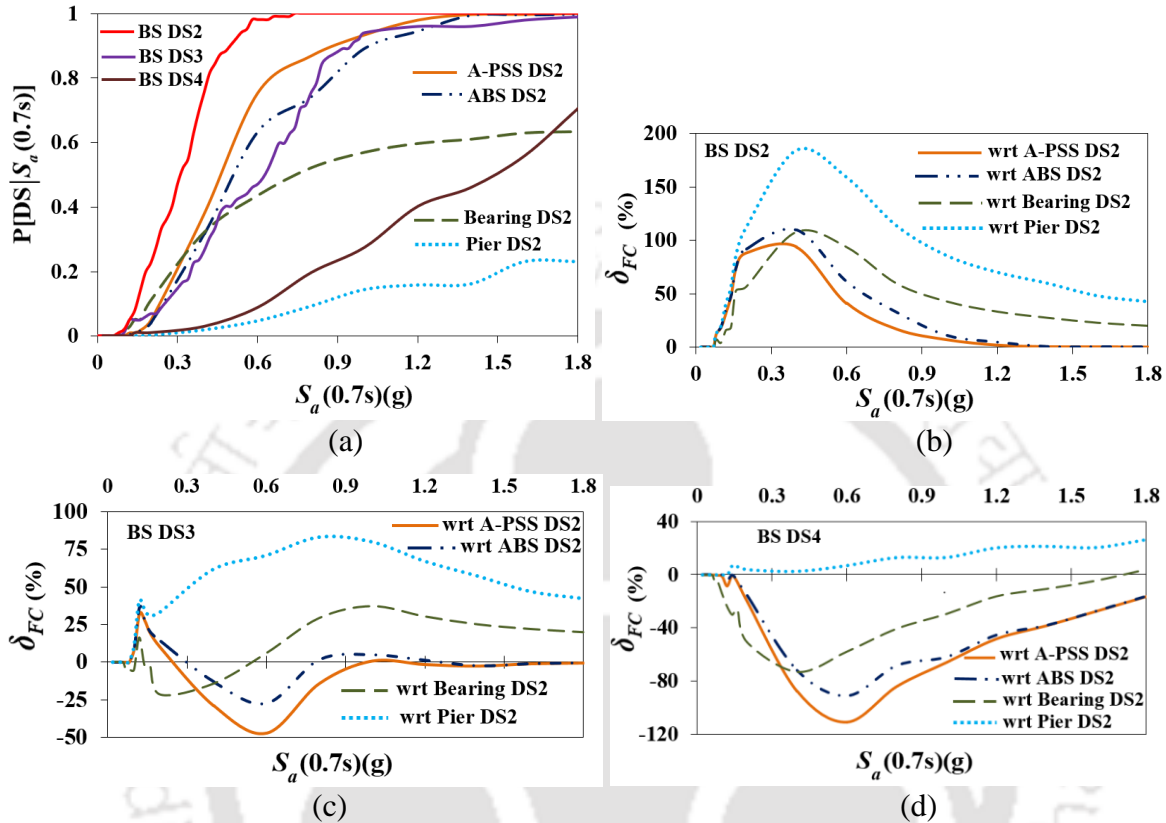 1
0.8
0.6
0.4
0.2
0
P[DS|Sa(0.7s)]
BS DS2
BS DS3
BS DS4
A-PSS DS2
ABS DS2
Bearing DS2
Pier DS2
0 0.3 0.6 0.9 1.2 1.5 1.8
Sa(0.7s)(g)
(a)
200
150
100
50
0
δFC (%)
BS DS2
wrt A-PSS DS2
wrt ABS DS2
wrt Bearing DS2
wrt Pier DS2
0 0.3 0.6 0.9 1.2 1.5 1.8
Sa(0.7s)(g)
(b)
0 0.3 0.6 0.9 1.2 1.5 1.8
100
75
50
25
0
-25
-50
δFC (%)
BS DS3
wrt A-PSS DS2
wrt ABS DS2
wrt Bearing DS2
wrt Pier DS2
Sa(0.7s)(g)
(c)
0 0.3 0.6 0.9 1.2 1.5 1.8
40
0
-40
-80
-120
δFC (%)
BS DS4
wrt A-PSS DS2
wrt ABS DS2
wrt Bearing DS2
wrt Pier DS2
Sa(0.7s)(g)
(d)